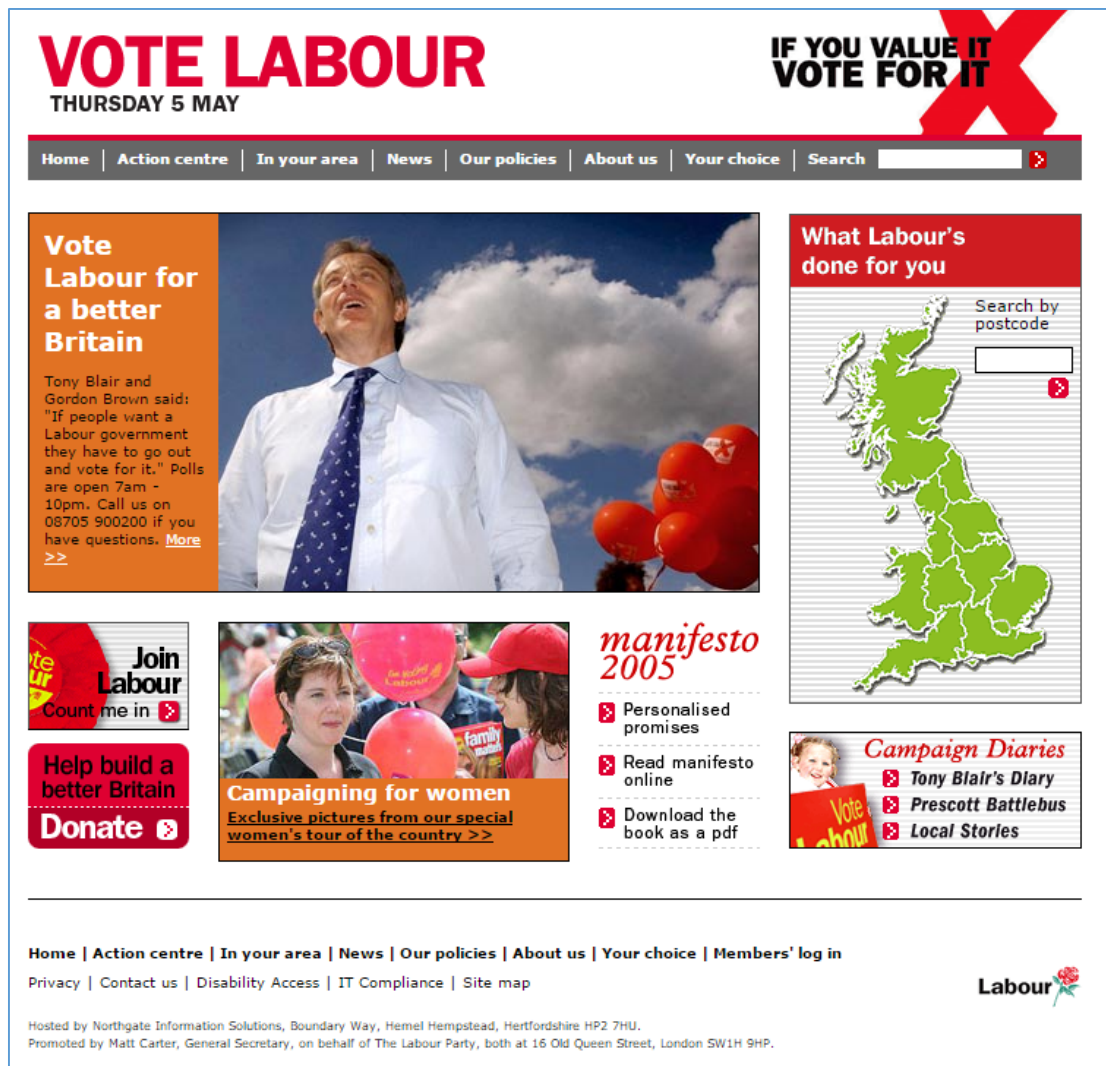 VOTE LABOUR
THURSDAY 5 MAY
IF YOU VALUE IT
VOTE FOR IT
Home | Action centre | In your area | News | Our policies | About us | Your choice | Search
Vote
Labour for
a better
Britain
Tony Blair and
Gordon Brown said:
"If people want a
Labour government
they have to go out
and vote for it." Polls
are open 7am -
10pm. Call us on
08705 900200 if you
have questions. More
>>
What Labour's
done for you
Search by
postcode
Join
Labour
Count me in
Help build a
better Britain
Donate
family
Campaigning for women
Exclusive pictures from our special
women's tour of the country >>
manifesto
2005
Personalised
promises
Read manifesto
online
Download the
book as a pdf
Campaign Diaries
Tony Blair's Diary
Prescott Battlebus
Local Stories
Vote
Labour
Home | Action centre | In your area | News | Our policies | About us | Your choice | Members' log in
Privacy | Contact us | Disability Access | IT Compliance | Site map
Labour
Hosted by Northgate Information Solutions, Boundary Way, Hemel Hempstead, Hertfordshire HP2 7HU.
Promoted by Matt Carter, General Secretary, on behalf of The Labour Party, both at 16 Old Queen Street, London SW1H 9HP.